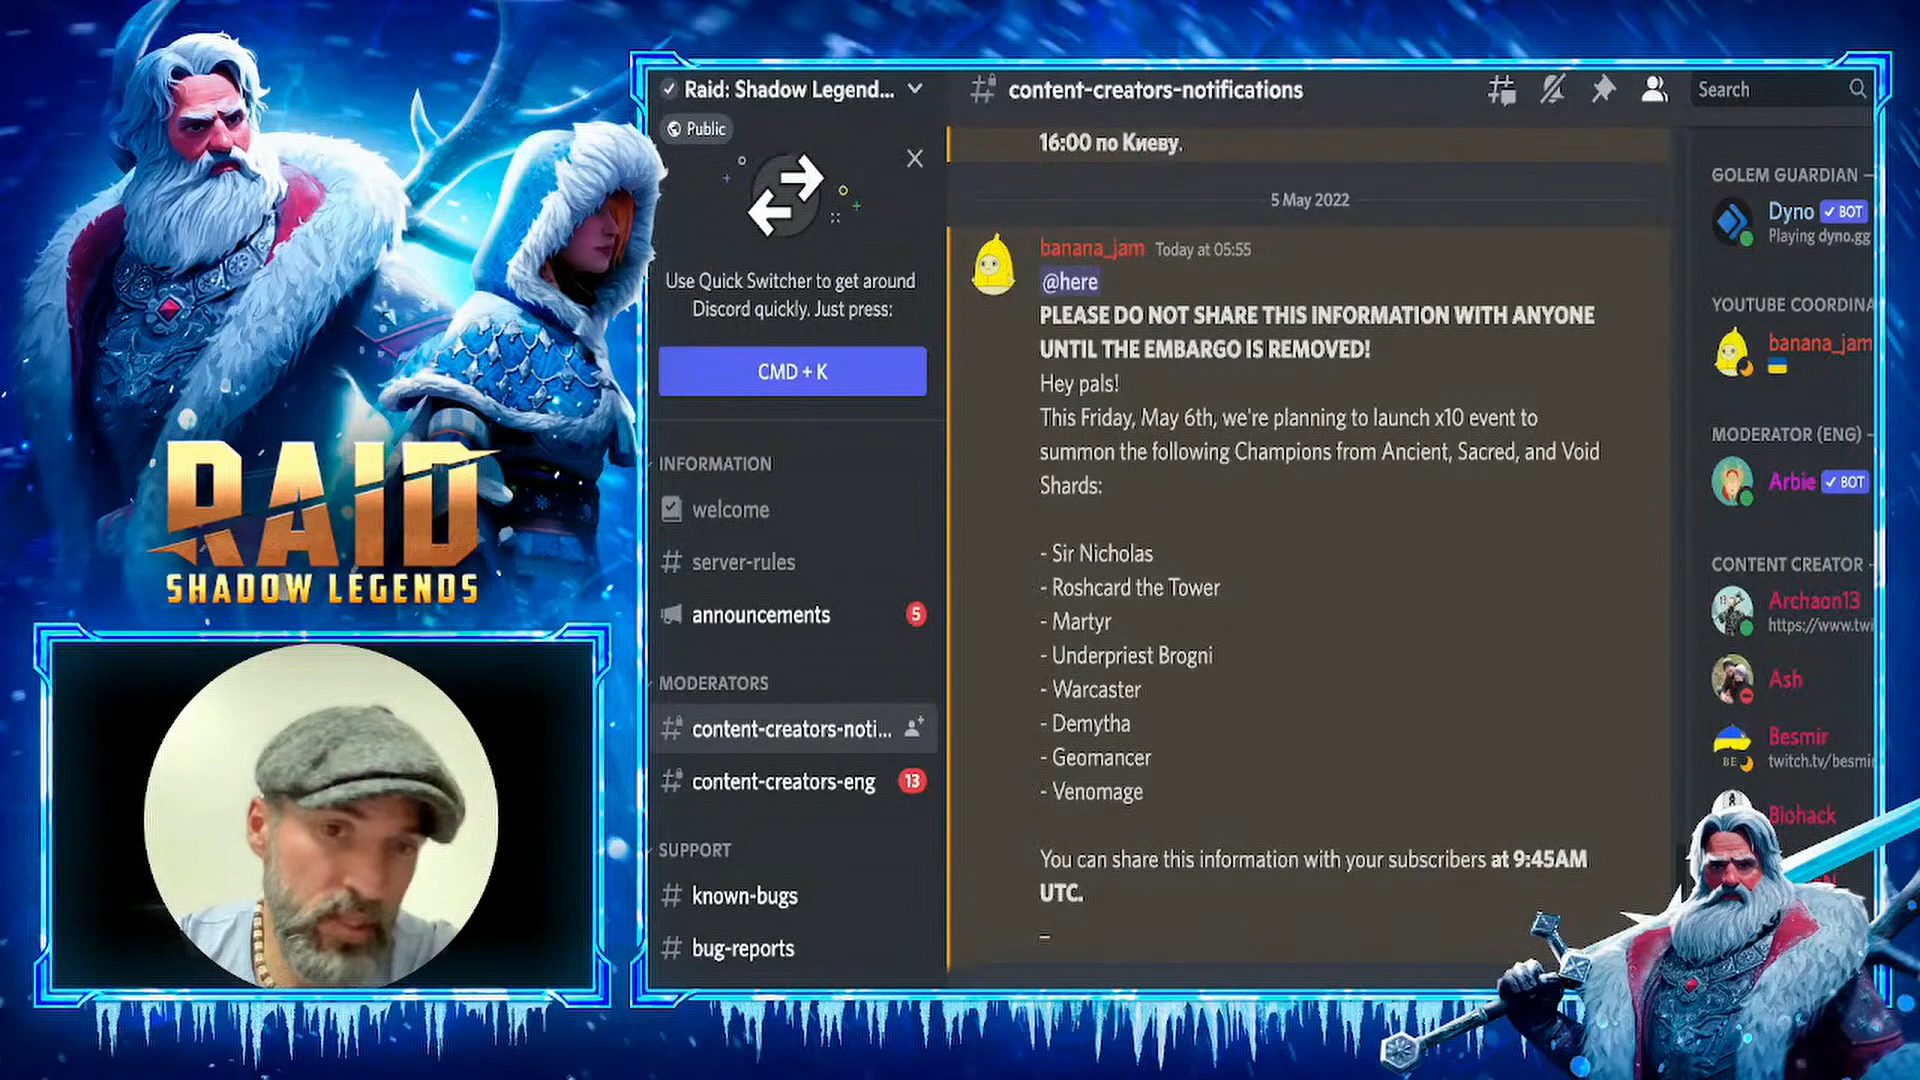 RAID
SHADOW LEGENDS
Raid: Shadow Legend...
Public
Use Quick Switcher to get around
Discord quickly. Just press:
CMD + K
INFORMATION
welcome
server-rules
announcements
5
MODERATORS
content-creators-noti...
content-creators-eng
13
SUPPORT
known-bugs
bug-reports
content-creators-notifications
Search
16:00 по Киеву.
5 May 2022
banana_jam Today at 05:55
@here
PLEASE DO NOT SHARE THIS INFORMATION WITH ANYONE
UNTIL THE EMBARGO IS REMOVED!
Hey pals!
This Friday, May 6th, we're planning to launch x10 event to
summon the following Champions from Ancient, Sacred, and Void
Shards:
- Sir Nicholas
- Roshcard the Tower
- Martyr
- Underpriest Brogni
- Warcaster
- Demytha
- Geomancer
- Venomage
You can share this information with your subscribers at 9:45AM
UTC.
–
GOLEM GUARDIAN –
Dyno BOT
Playing dyno.gg
YOUTUBE COORDINA
banana_jam
MODERATOR (ENG) -
Arbie BOT
CONTENT CREATOR -
Archaon13
https://www.twi
Ash
Besmir
twitch.tv/besmi
BE
Biohack